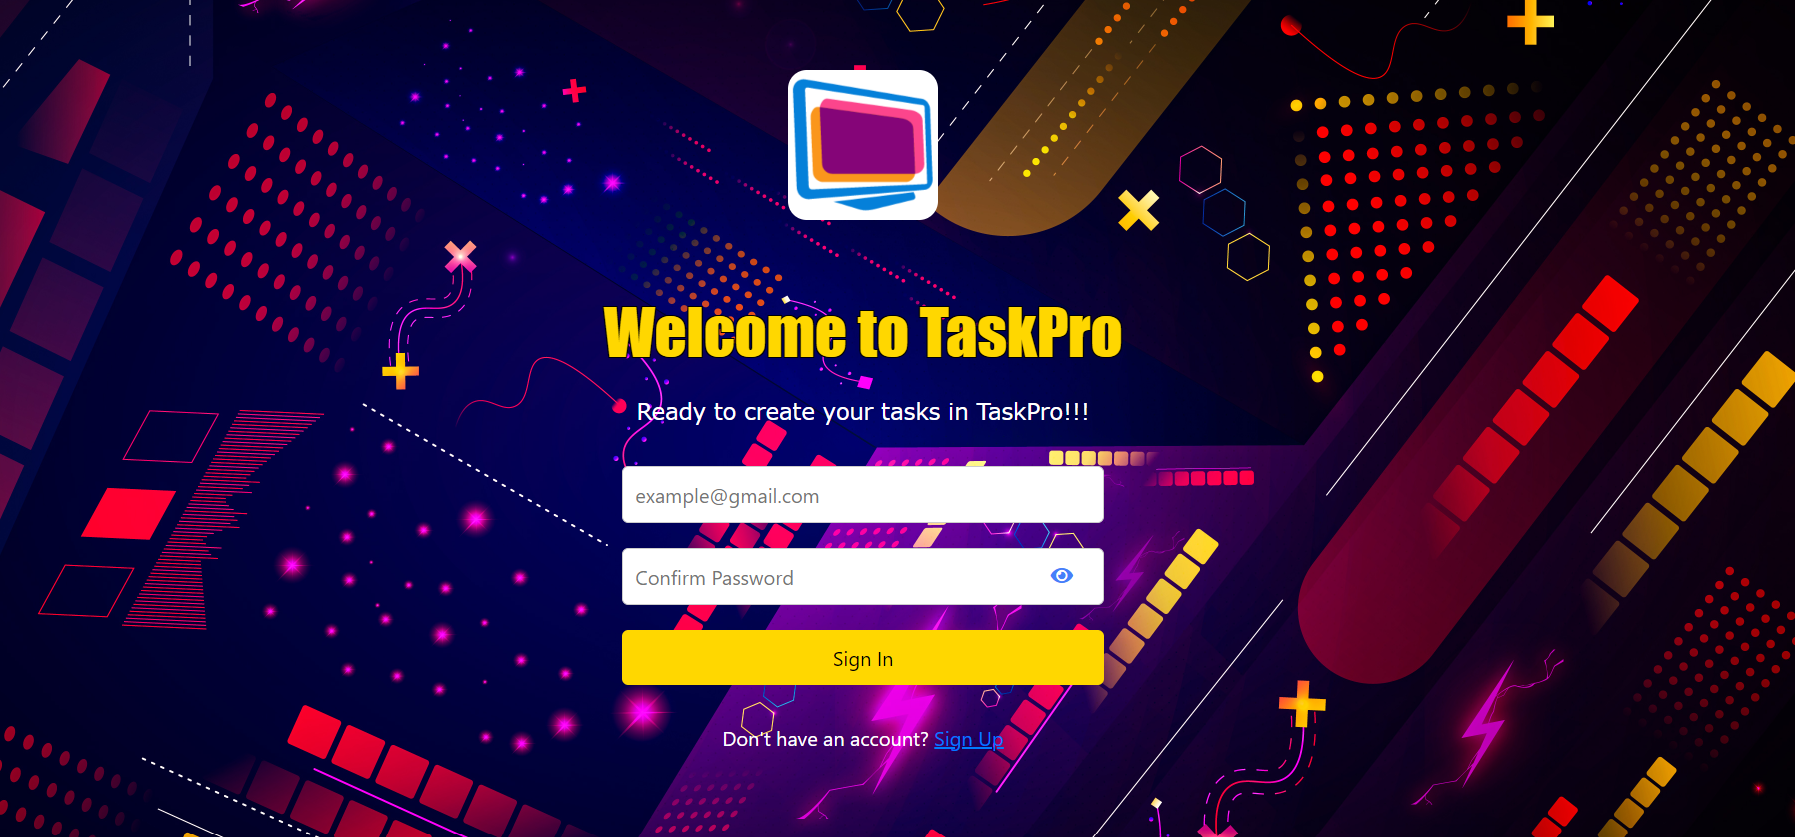 Welcome to TaskPro
Ready to create your tasks in TaskPro!!!
example@gmail.com
Confirm Password
Sign In
Don't have an account? Sign Up